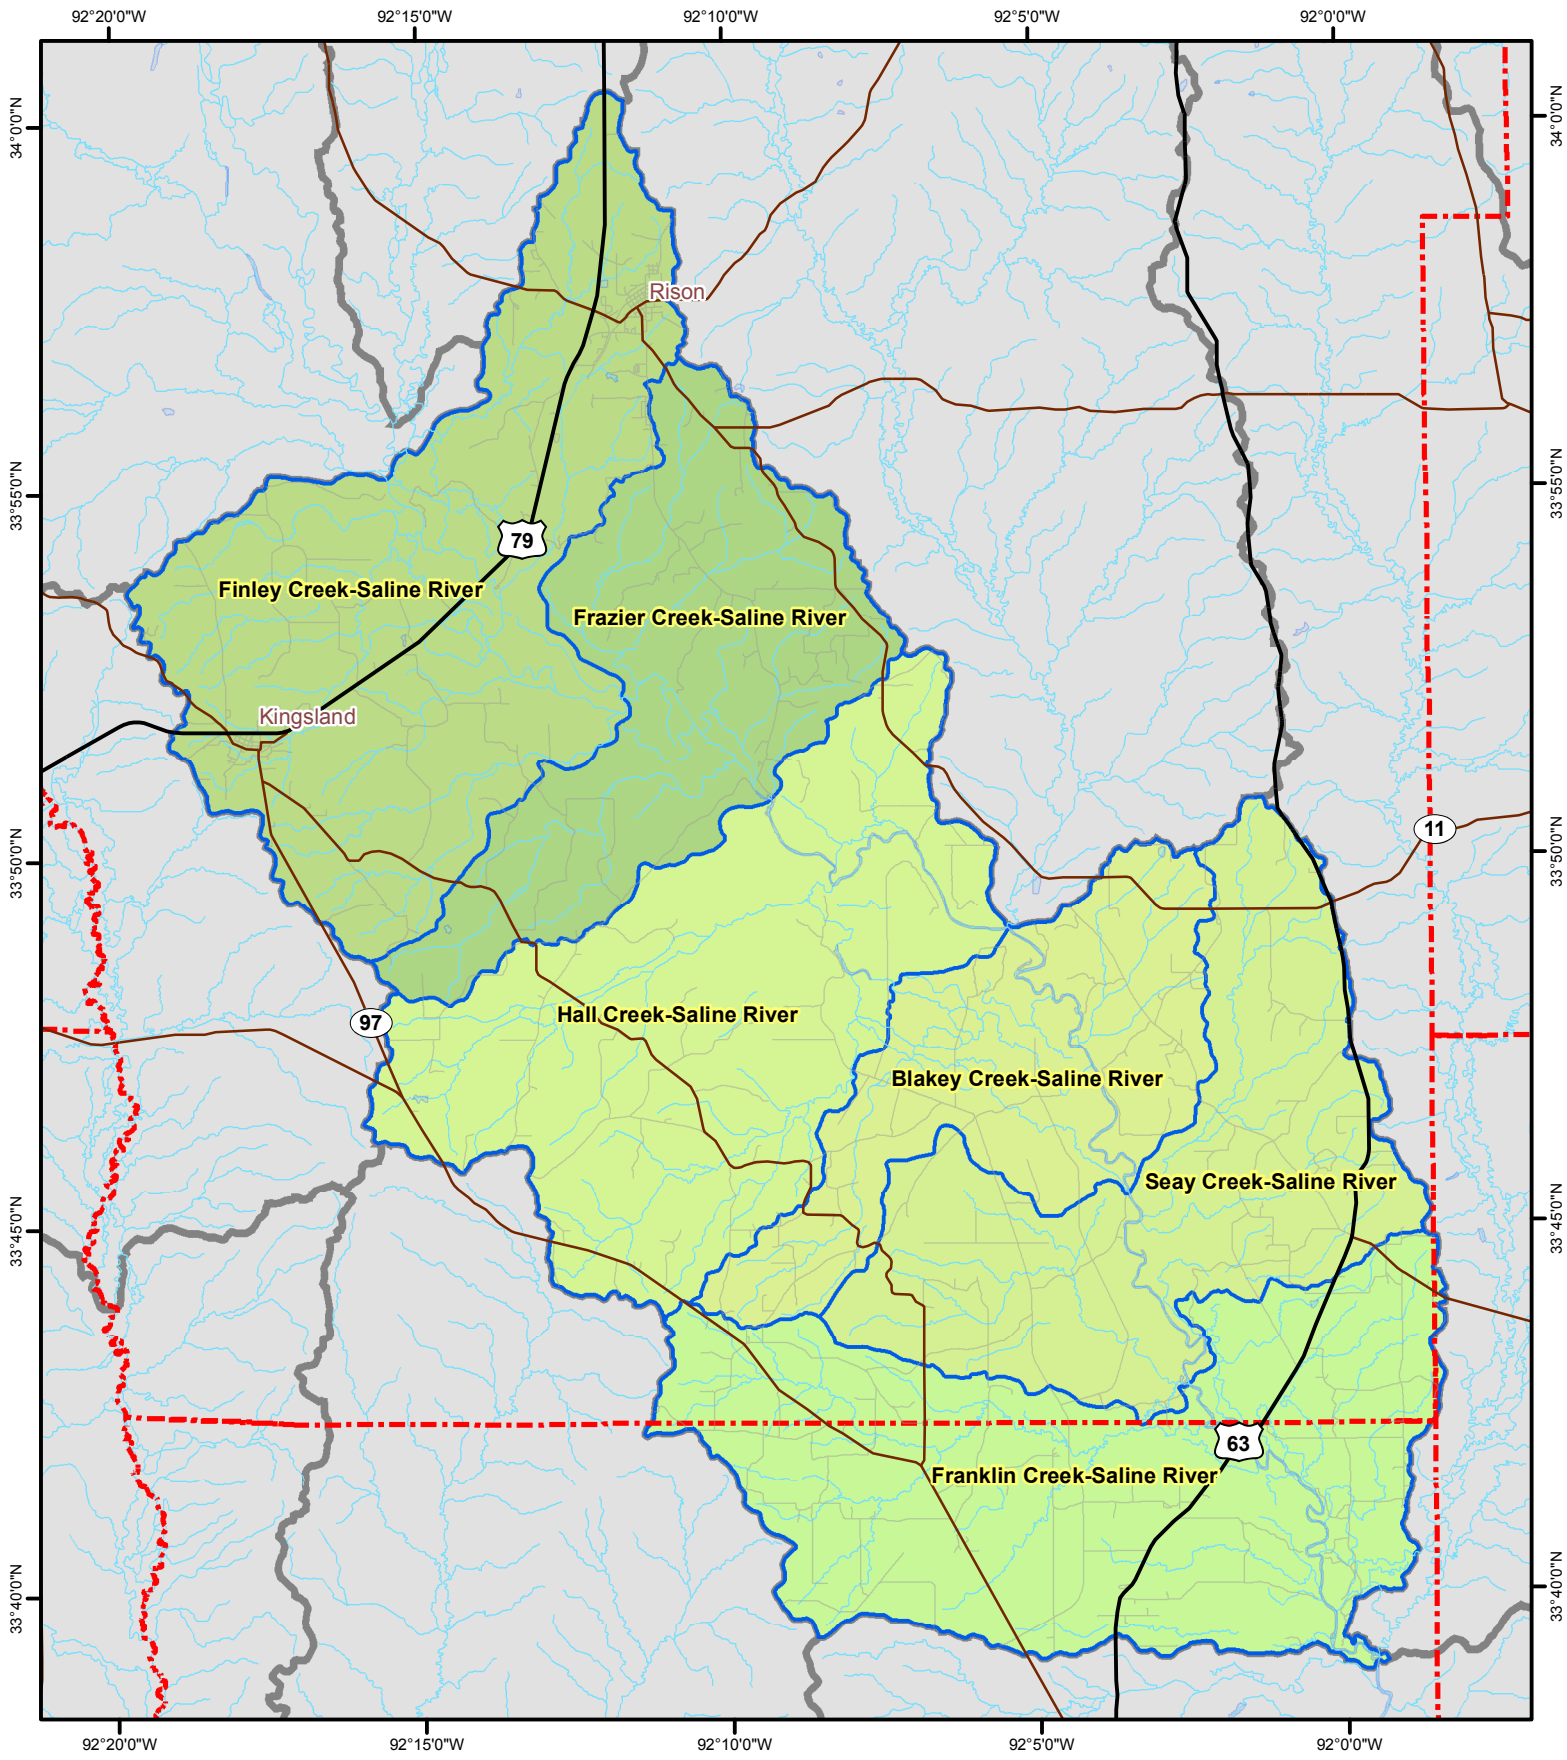 92°20'0"W 92°15'0"W 92°10'0"W 92°5'0"W 92°0'0"W
34°0'0"N
34°0'0"N
Rison
33°55'0"N
33°55'0"N
79
Finley Creek-Saline River
Frazier Creek-Saline River
Kingsland
11
33°50'0"N
33°50'0"N
Hall Creek-Saline River
97
Blakey Creek-Saline River
Seay Creek-Saline River
33°45'0"N
33°45'0"N
63
Franklin Creek-Saline River
33°40'0"N
33°40'0"N
92°20'0"W 92°15'0"W 92°10'0"W 92°5'0"W 92°0'0"W